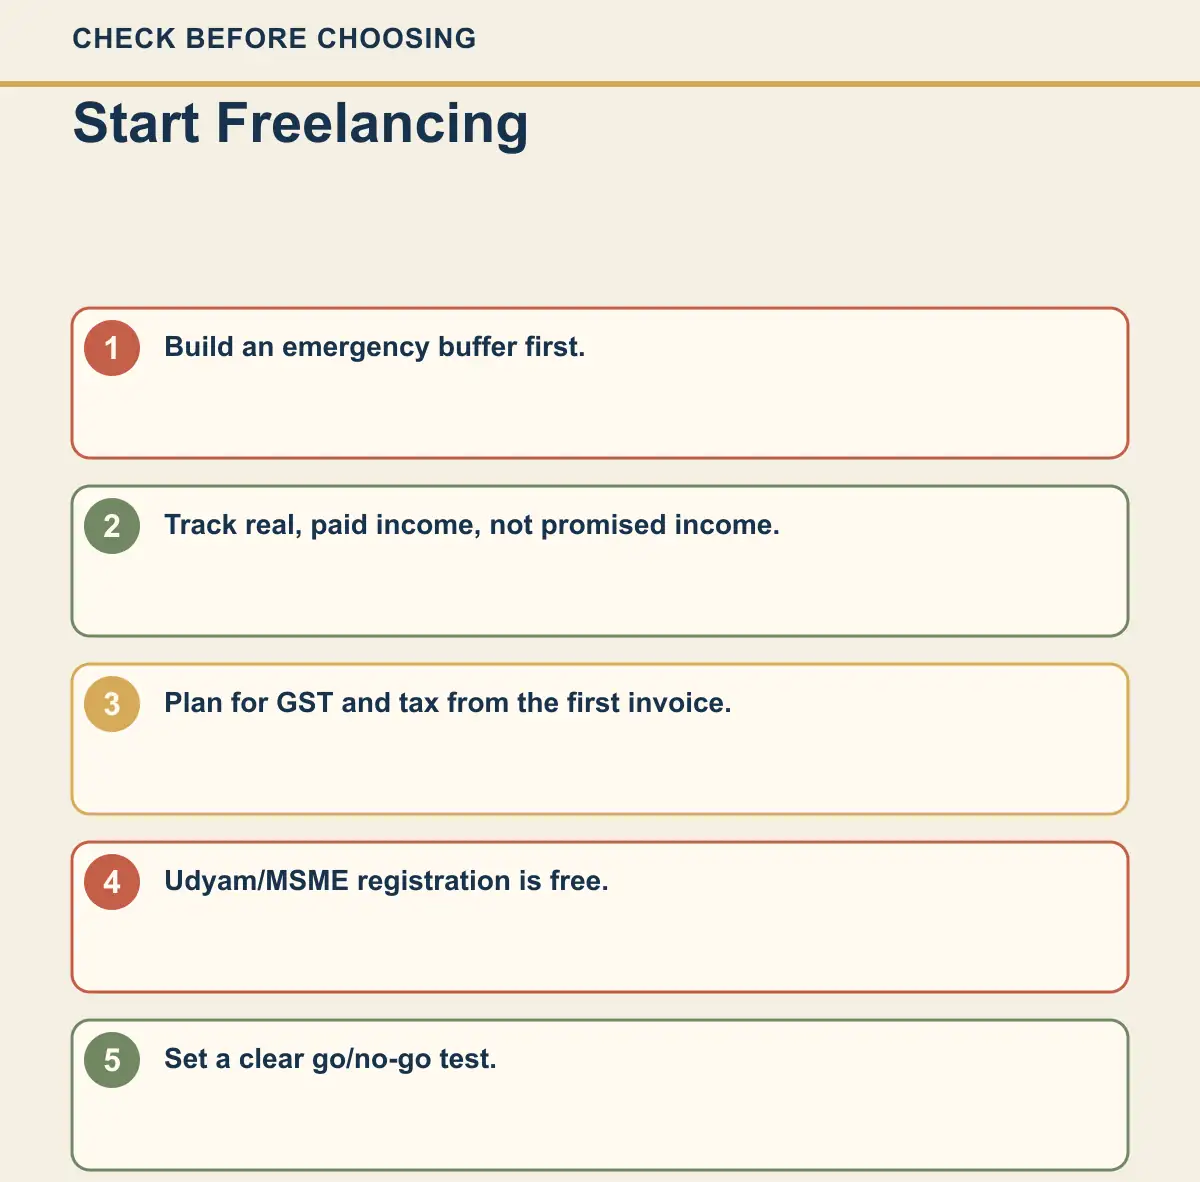 CHECK BEFORE CHOOSING
Start Freelancing
1 Build an emergency buffer first.
2 Track real, paid income, not promised income.
3 Plan for GST and tax from the first invoice.
4 Udyam/MSME registration is free.
5 Set a clear go/no-go test.